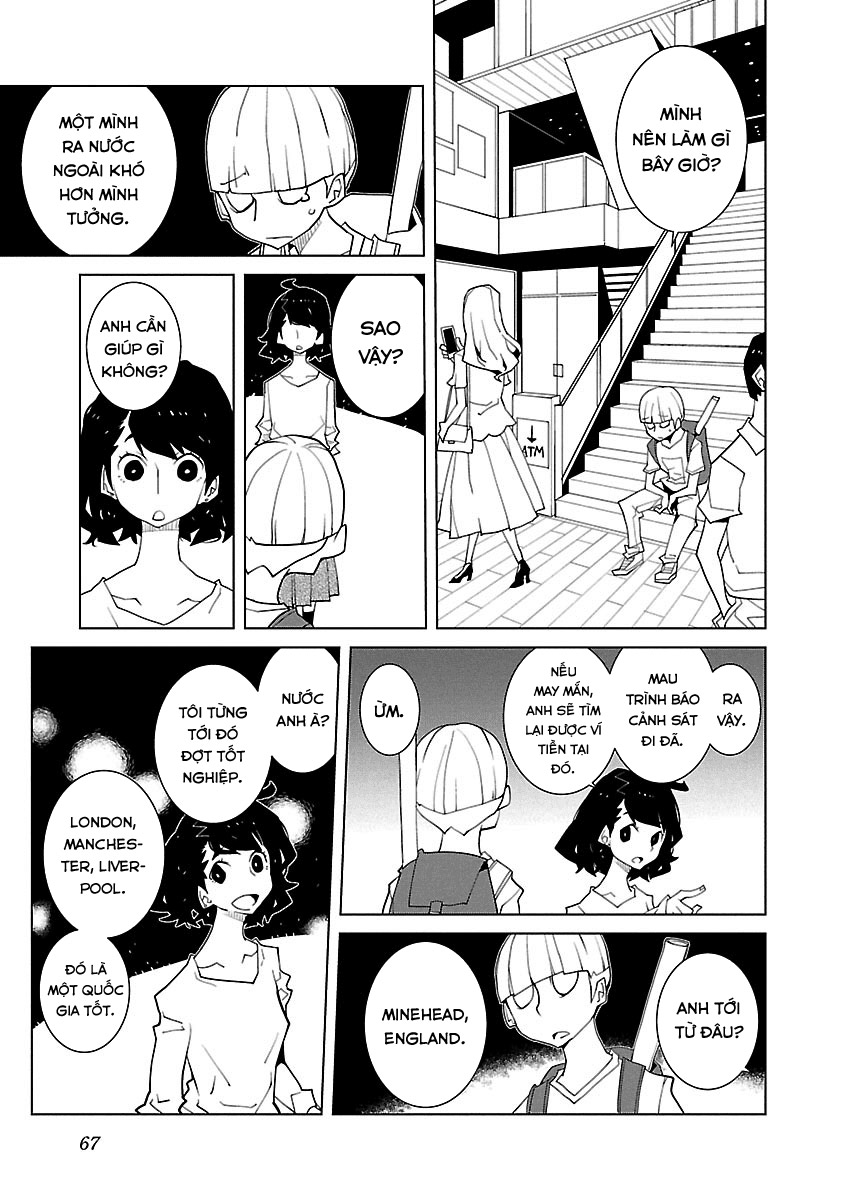 MÌNH
NÊN LÀM GÌ
BÂY GIỜ?
ATM
MỘT MÌNH
RA NƯỚC
NGOÀI KHÓ
HƠN MÌNH
TƯỞNG.
SAO
VẬY?
ANH CẦN
GIÚP GÌ
KHÔNG?
RA
VẬY.
MAU
TRÌNH BÁO
CẢNH SÁT
ĐI ĐÃ.
NẾU
MAY MẮN,
ANH SẼ TÌM
LẠI ĐƯỢC VÍ
TIỀN TẠI
ĐÓ.
ỪM.
ANH TỚI
TỪ ĐÂU?
MINEHEAD,
ENGLAND.
NƯỚC
ANH À?
TÔI TỪNG
TỚI ĐÓ
ĐỢT TỐT
NGHIỆP.
LONDON,
MANCHES-
TER, LIVER-
POOL.
ĐÓ LÀ
MỘT QUỐC
GIA TỐT.
67